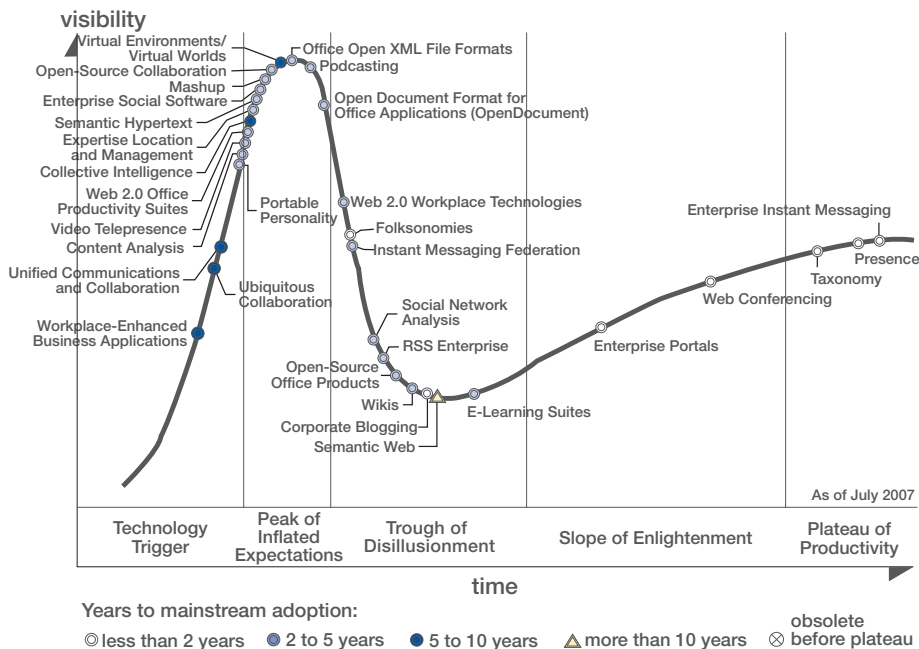 visibility
Virtual Environments/
Virtual Worlds
Open-Source Collaboration
Mashup
Enterprise Social Software
Semantic Hypertext
Expertise Location
and Management
Collective Intelligence
Web 2.0 Office
Productivity Suites
Video Telepresence
Content Analysis
Unified Communications
and Collaboration
Workplace-Enhanced
Business Applications
Ubiquitous
Collaboration
Portable
Personality
Office Open XML File Formats
Podcasting
Open Document Format for
Office Applications (OpenDocument)
Web 2.0 Workplace Technologies
Folksonomies
Instant Messaging Federation
Social Network
Analysis
RSS Enterprise
Open-Source
Office Products
Wikis
Corporate Blogging
Semantic Web
E-Learning Suites
Enterprise Portals
Web Conferencing
Enterprise Instant Messaging
Presence
Taxonomy
As of July 2007
Technology
Trigger
Peak of
Inflated
Expectations
Trough of
Disillusionment
Slope of Enlightenment
Plateau of
Productivity
time
Years to mainstream adoption:
less than 2 years
2 to 5 years
5 to 10 years
more than 10 years
obsolete
before plateau